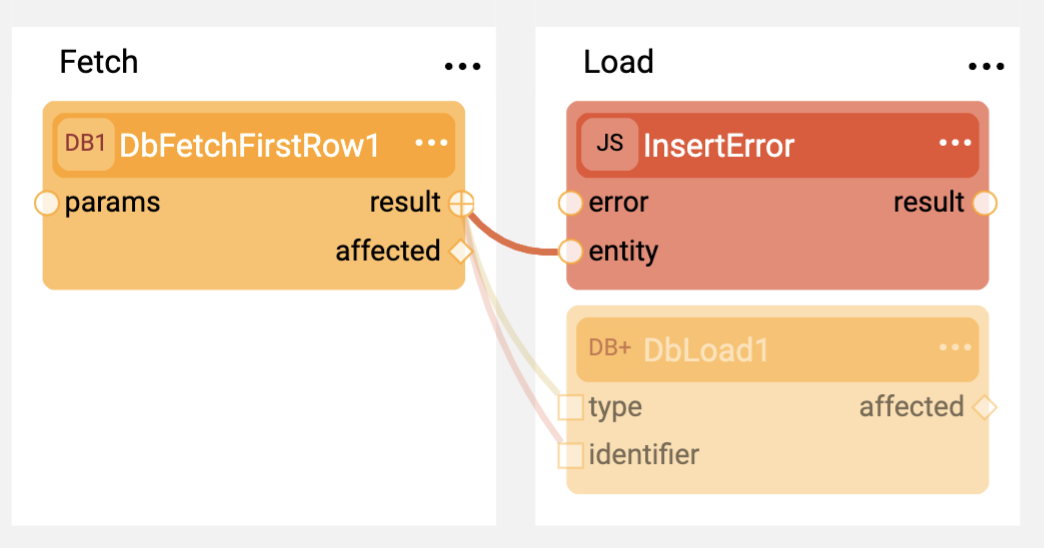 Fetch
DB1 DbFetchFirstRow1
params result
affected
Load
JS InsertError
error result
entity
DB+ DbLoad1
type affected
identifier